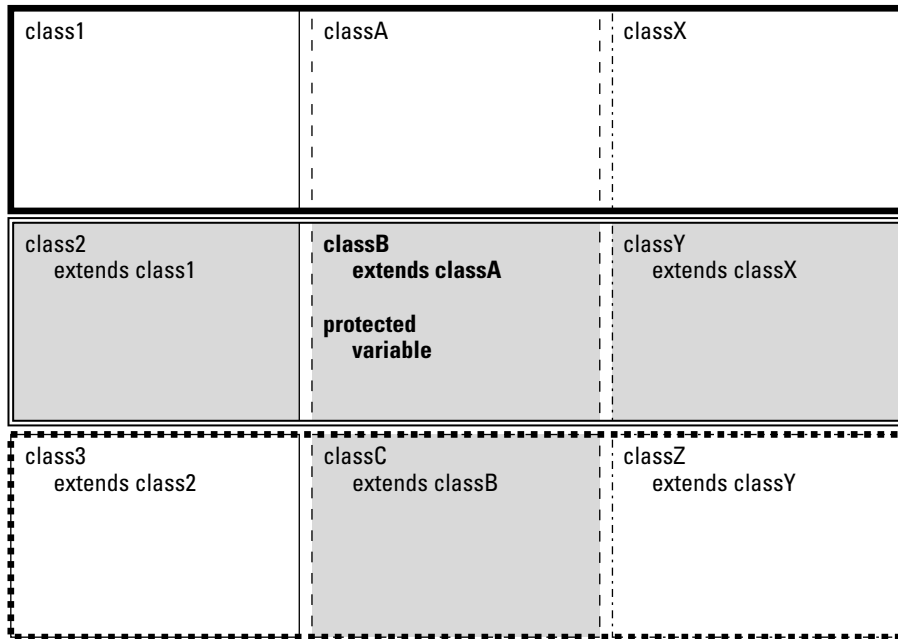 class1
classA
classX
class2
extends class1
classB
extends classA
protected
variable
classY
extends classX
class3
extends class2
classC
extends classB
classZ
extends classY